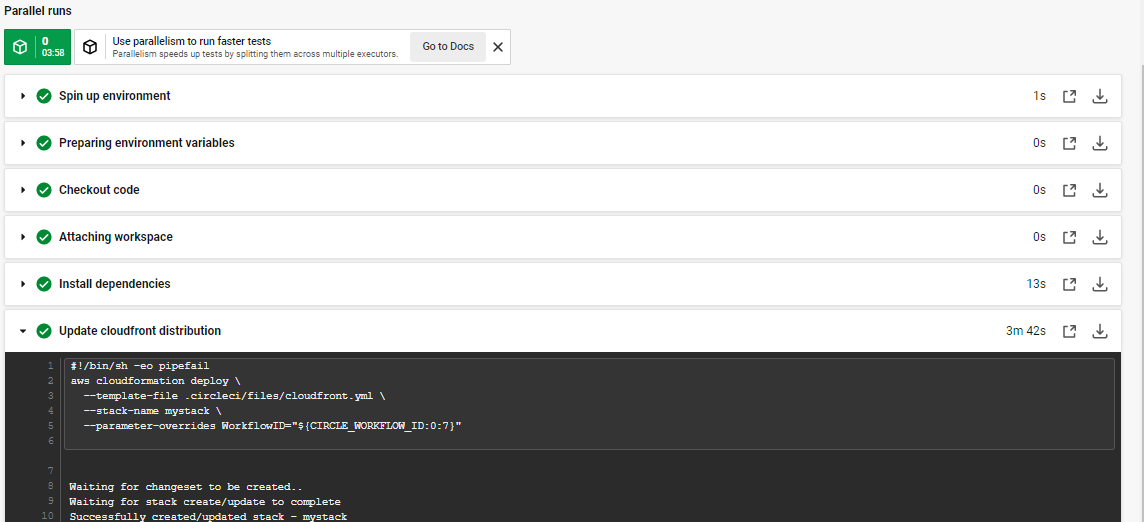 Parallel runs
0
03:58
Use parallelism to run faster tests
Parallelism speeds up tests by splitting them across multiple executors.
Go to Docs
Spin up environment 1s
Preparing environment variables 0s
Checkout code 0s
Attaching workspace 0s
Install dependencies 13s
Update cloudfront distribution 3m 42s
1 #!/bin/sh -eo pipefail
2 aws cloudformation deploy \
3 --template-file .circleci/files/cloudfront.yml \
4 --stack-name mystack \
5 --parameter-overrides WorkflowID="${CIRCLE_WORKFLOW_ID:0:7}"
6
7
8 Waiting for changeset to be created..
9 Waiting for stack create/update to complete
10 Successfully created/updated stack - mystack